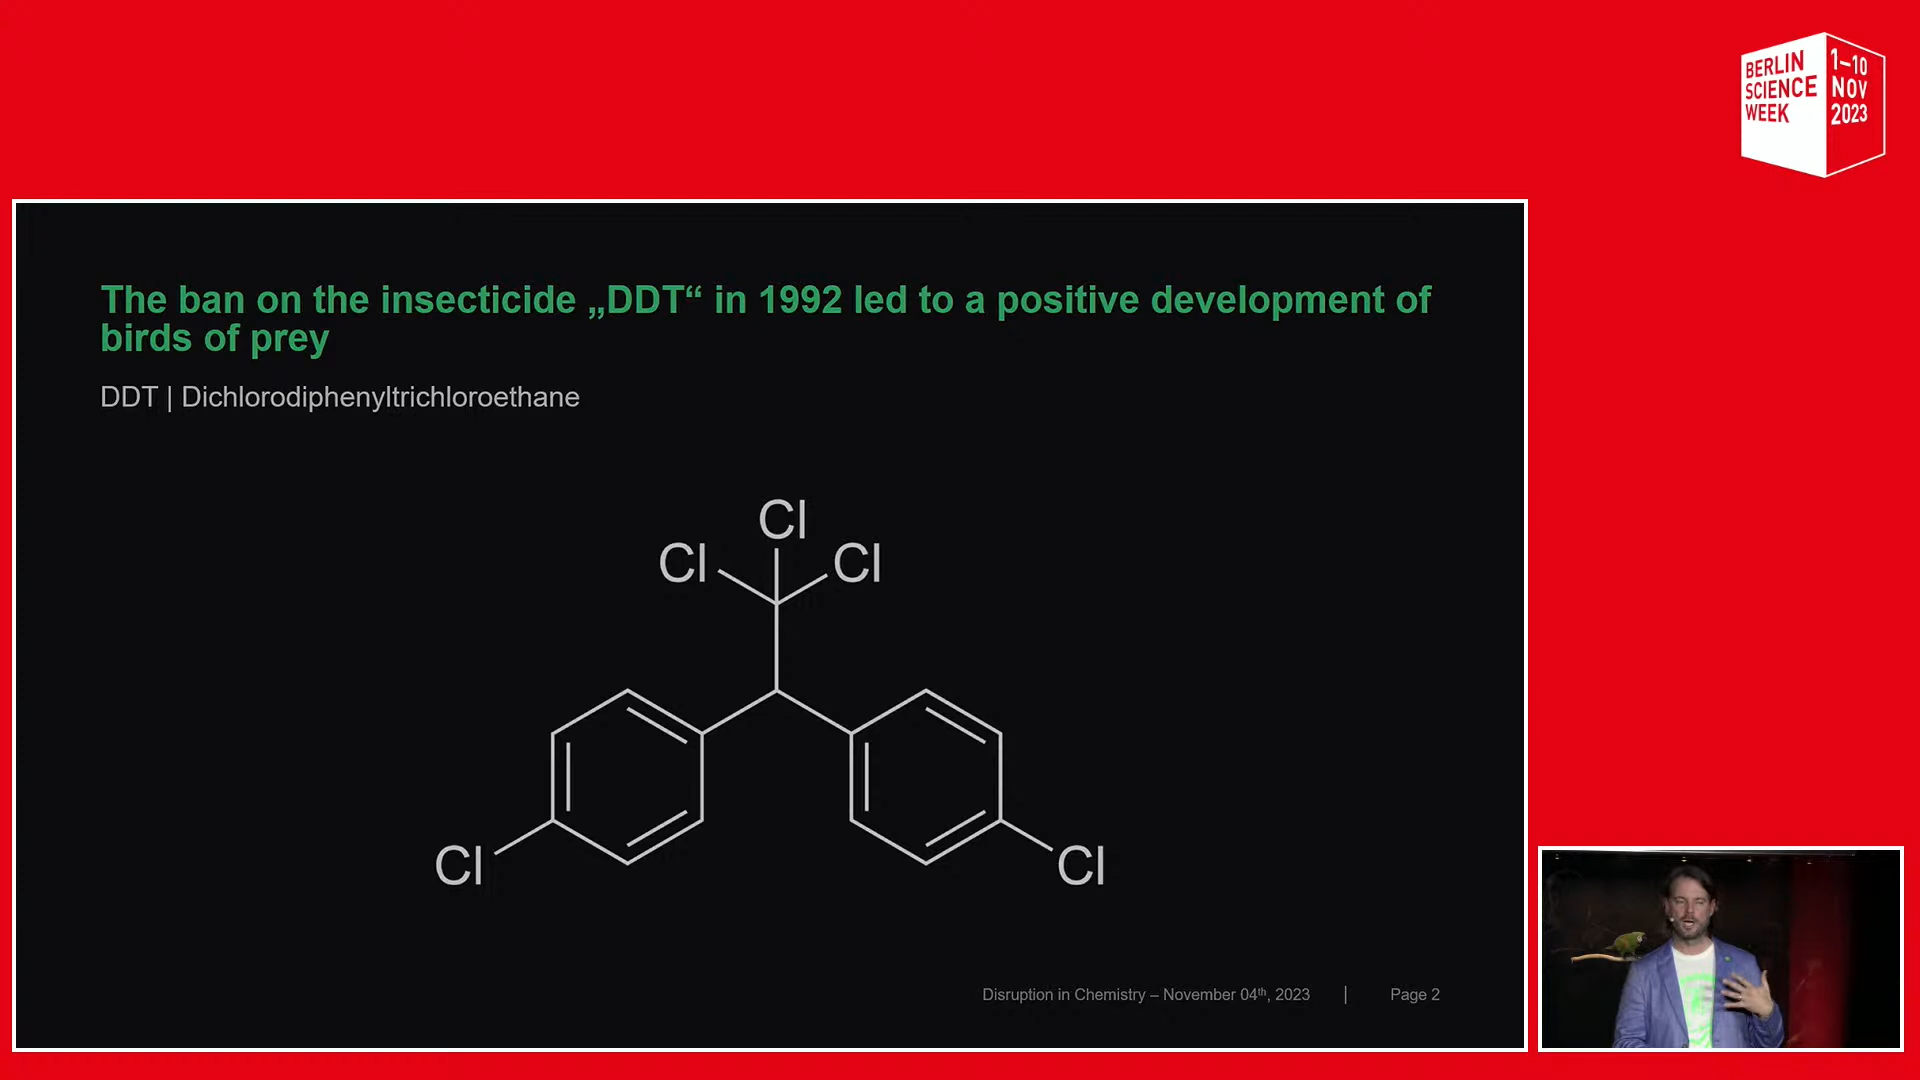 BERLIN
SCIENCE
WEEK
1–10
NOV
2023
The ban on the insecticide „DDT“ in 1992 led to a positive development of
birds of prey
DDT | Dichlorodiphenyltrichloroethane
Cl
Cl
Cl
Cl
Cl
Disruption in Chemistry – November 04th, 2023 | Page 2